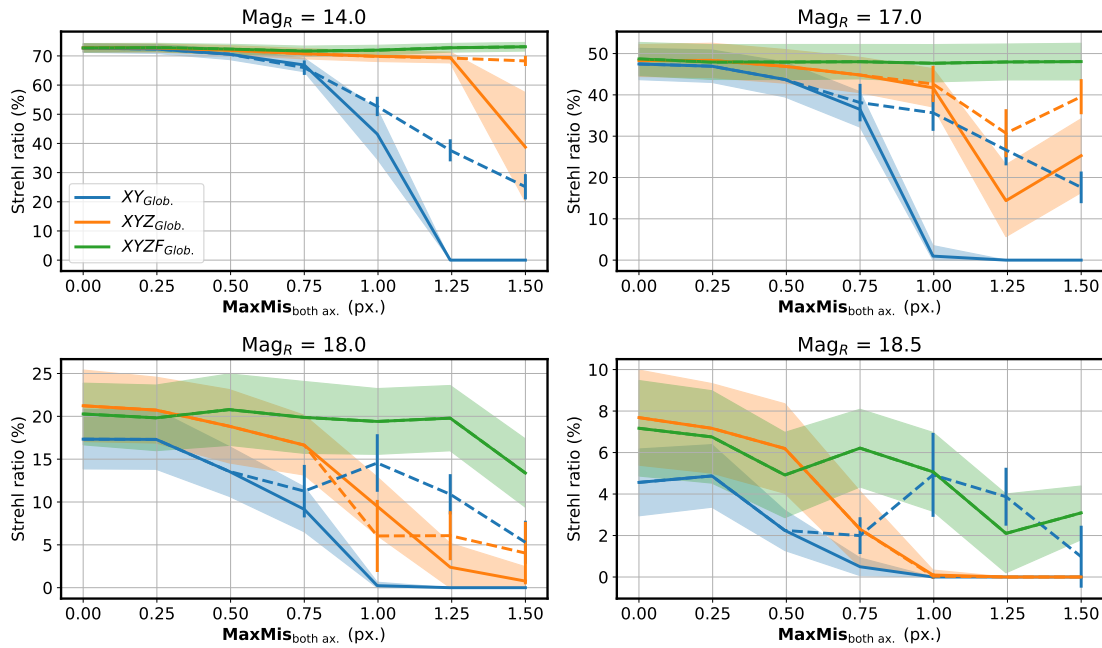 Mag_R = 14.0
Strehl ratio (%)
70
60
50
40
30
20
10
0
XY_Glob.
XYZ_Glob.
XYZF_Glob.
0.00 0.25 0.50 0.75 1.00 1.25 1.50
MaxMis_both ax. (px.)
Mag_R = 17.0
Strehl ratio (%)
50
40
30
20
10
0
0.00 0.25 0.50 0.75 1.00 1.25 1.50
MaxMis_both ax. (px.)
Mag_R = 18.0
Strehl ratio (%)
25
20
15
10
5
0
0.00 0.25 0.50 0.75 1.00 1.25 1.50
MaxMis_both ax. (px.)
Mag_R = 18.5
Strehl ratio (%)
10
8
6
4
2
0
0.00 0.25 0.50 0.75 1.00 1.25 1.50
MaxMis_both ax. (px.)